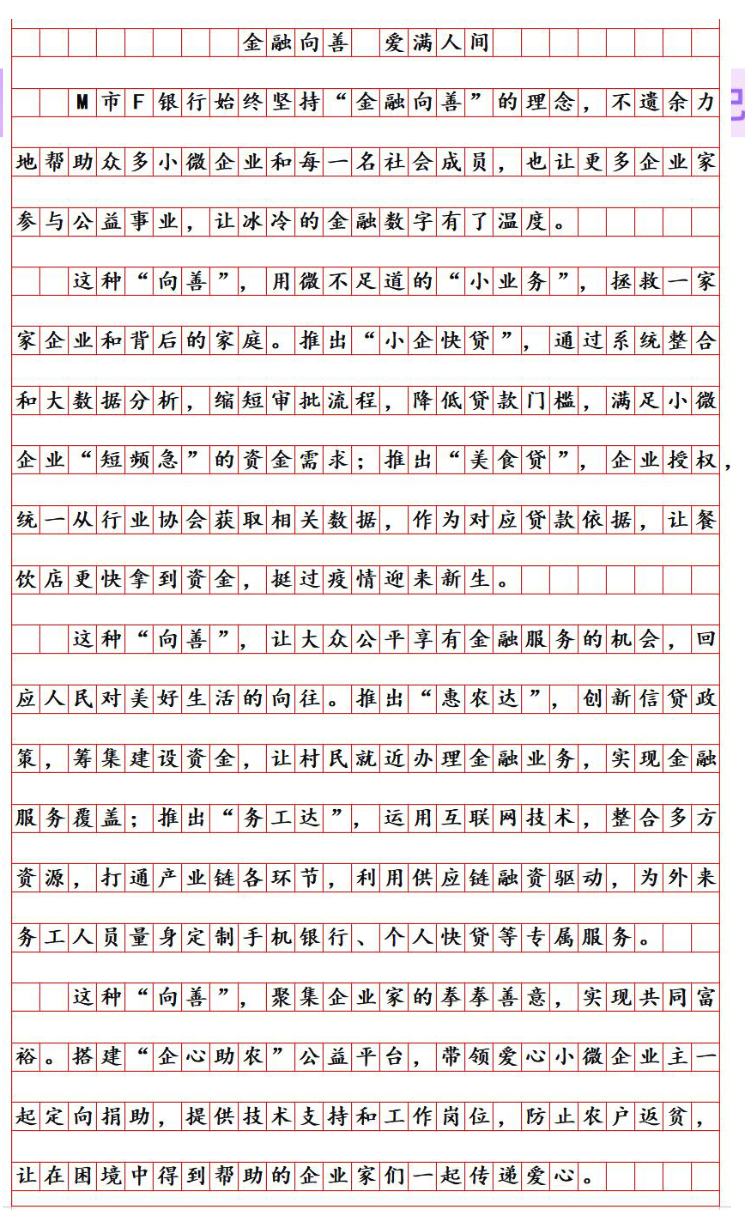 金融向善 爱满人间
M市F银行始终坚持“金融向善”的理念，不遗余力
地帮助众多小微企业和每一名社会成员，也让更多企业家
参与公益事业，让冰冷的金融数字有了温度。
这种“向善”，用微不足道的“小业务”，拯救一家
家企业和背后的家庭。推出“小企快贷”，通过系统整合
和大数据分析，缩短审批流程，降低贷款门槛，满足小微
企业“短频急”的资金需求；推出“美食贷”，企业授权，
统一从行业协会获取相关数据，作为对应贷款依据，让餐
饮店更快拿到资金，挺过疫情迎来新生。
这种“向善”，让大众公平享有金融服务的机会，回
应人民对美好生活的向往。推出“惠农达”，创新信贷政
策，筹集建设资金，让村民就近办理金融业务，实现金融
服务覆盖；推出“务工达”，运用互联网技术，整合多方
资源，打通产业链各环节，利用供应链融资驱动，为外来
务工人员量身定制手机银行、个人快贷等专属服务。
这种“向善”，聚集企业家的拳拳善意，实现共同富
裕。搭建“企心助农”公益平台，带领爱心小微企业主一
起定向捐助，提供技术支持和工作岗位，防止农户返贫，
让在困境中得到帮助的企业家们一起传递爱心。